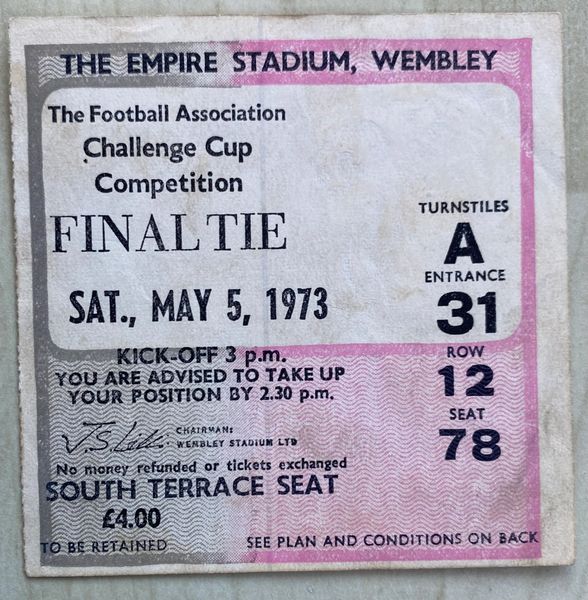 THE EMPIRE STADIUM, WEMBLEY
The Football Association
Challenge Cup
Competition
FINAL TIE
SAT., MAY 5, 1973
TURNSTILES
A
ENTRANCE
31
ROW
12
SEAT
78
KICK-OFF 3 p.m.
YOU ARE ADVISED TO TAKE UP
YOUR POSITION BY 2.30 p.m.
CHAIRMAN:
WEMBLEY STADIUM LTD
No money refunded or tickets exchanged
SOUTH TERRACE SEAT
£4.00
TO BE RETAINED
SEE PLAN AND CONDITIONS ON BACK